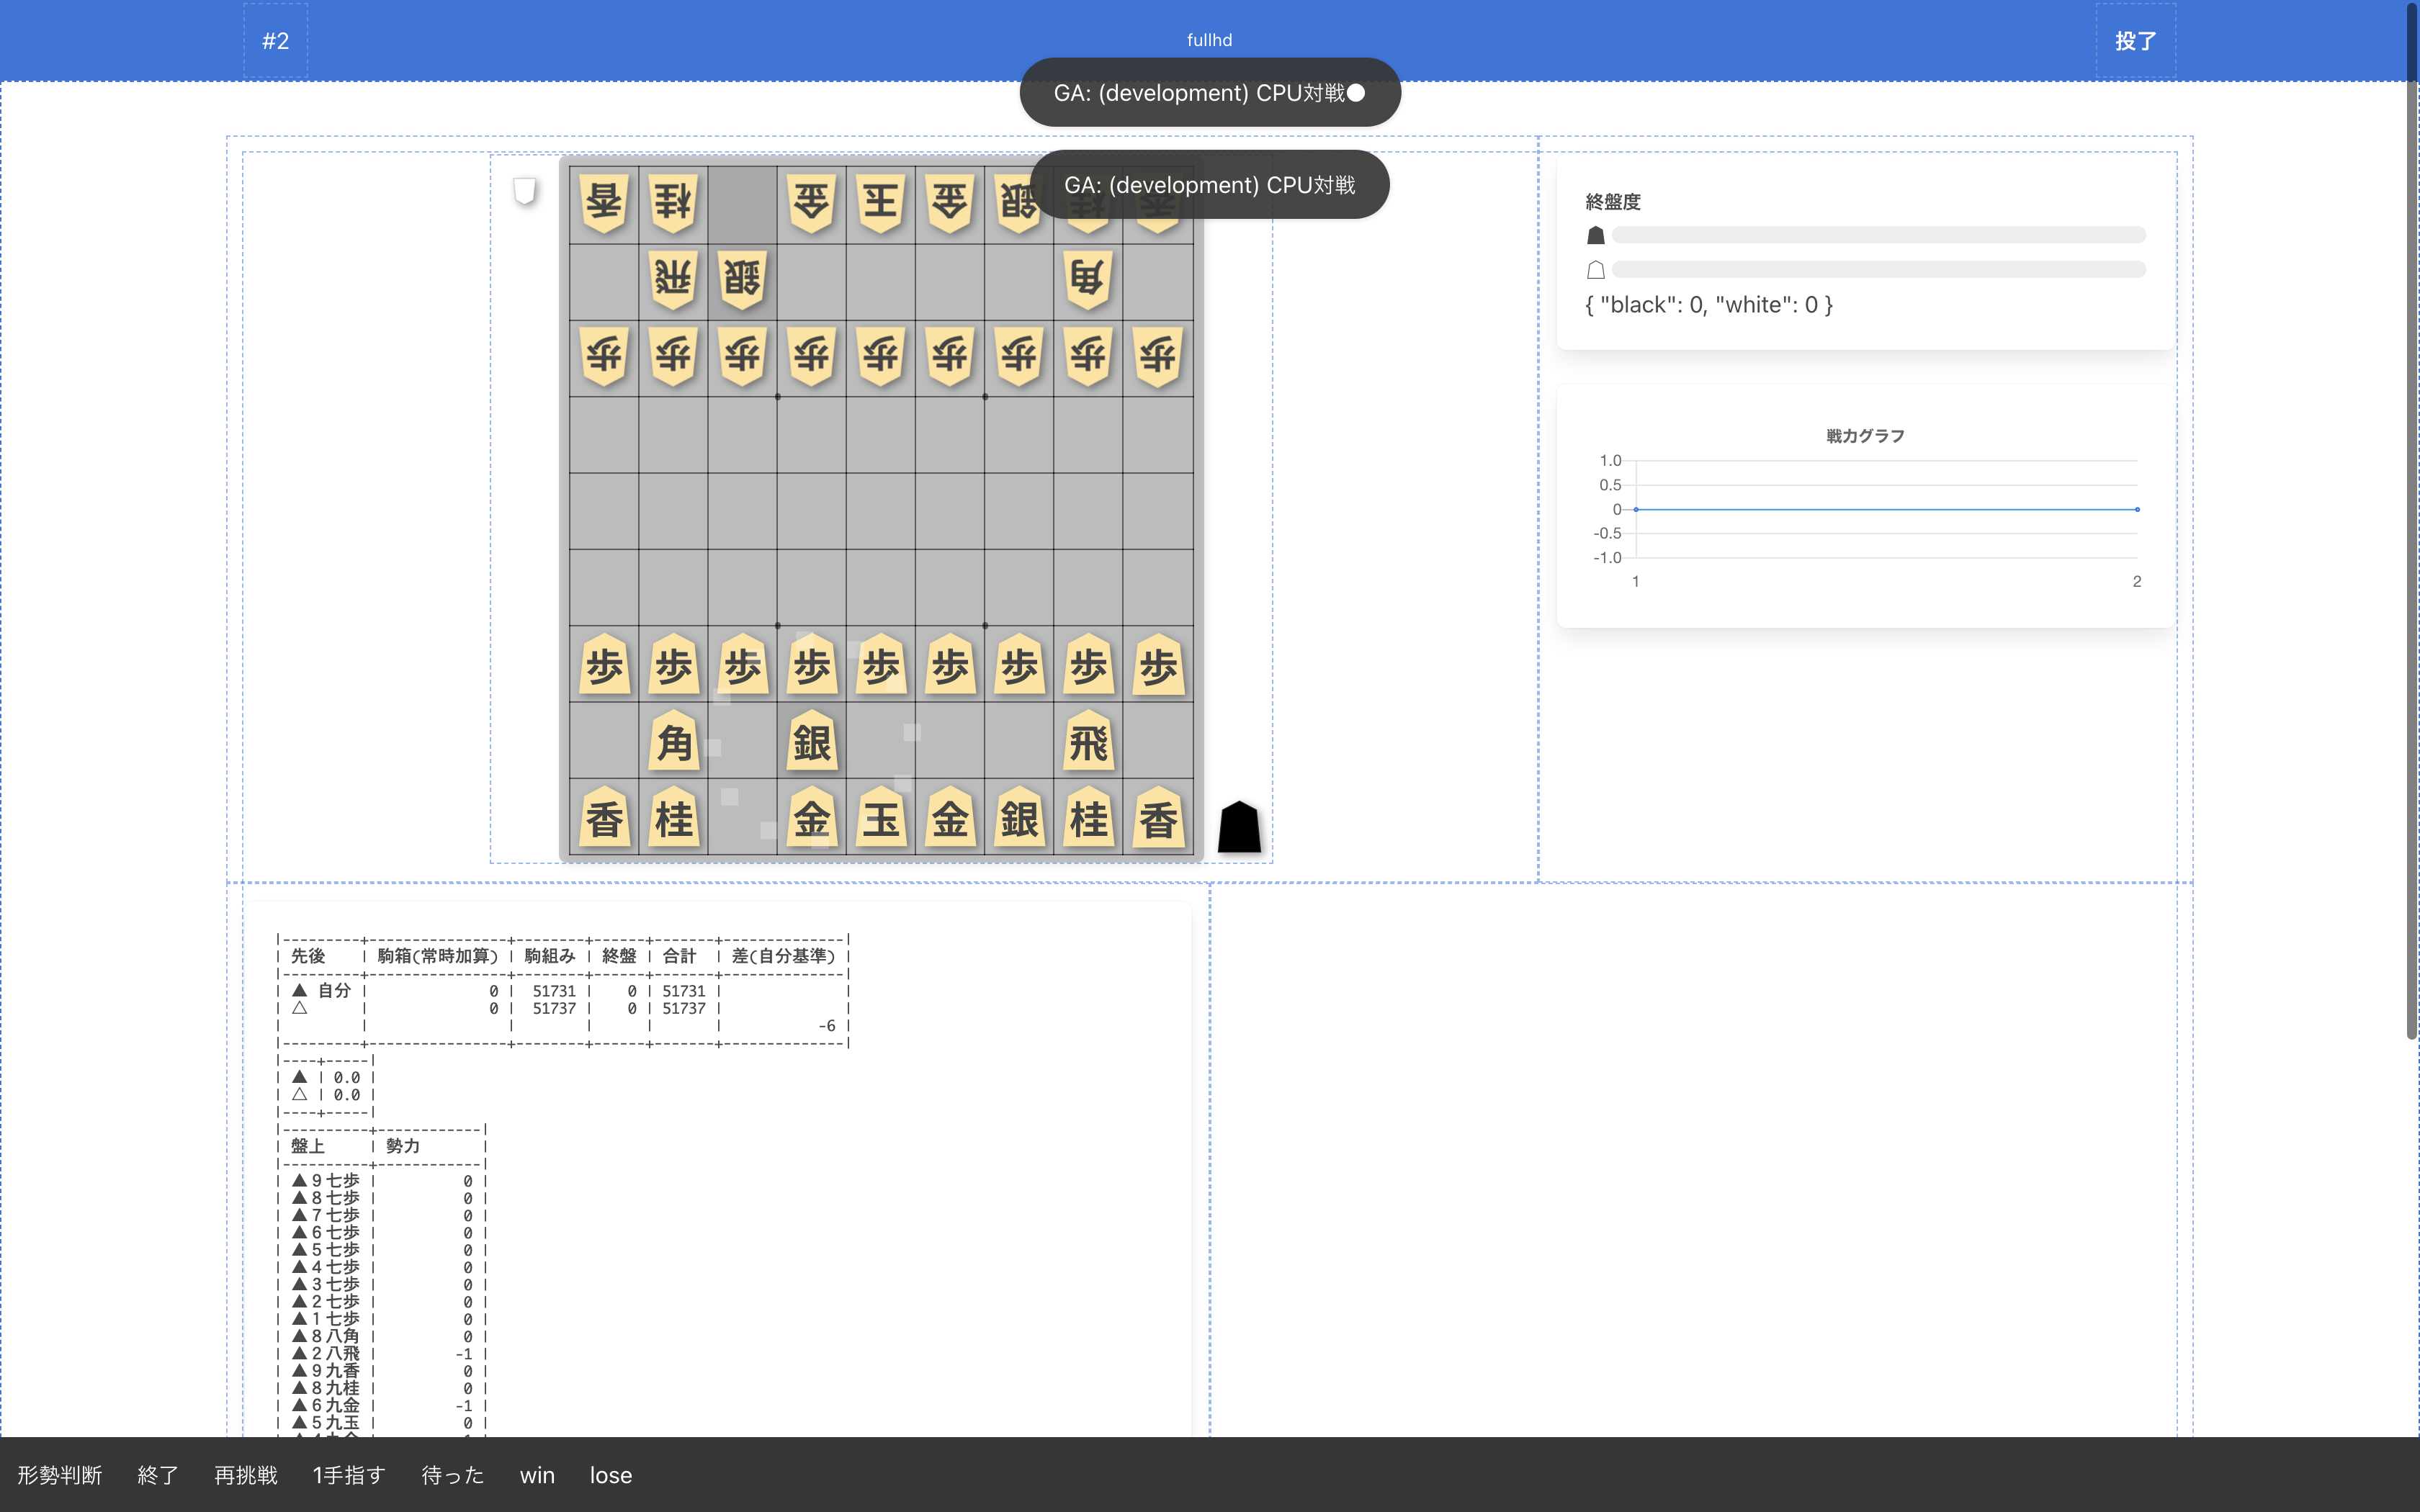 #2
fullhd
投了
GA: (development) CPU対戦●
GA: (development) CPU対戦
香 桂 金 玉 金 銀 桂 香
飛 銀 角
歩 歩 歩 歩 歩 歩 歩 歩 歩
歩 歩 歩 歩 歩 歩 歩 歩 歩
角 銀 飛
香 桂 金 玉 金 銀 桂 香
終盤度
{ "black": 0, "white": 0 }
戦力グラフ
1.0
0.5
0
-0.5
-1.0
1 2
|---------+----------------+--------+------+-------+--------------|
| 先後 | 駒箱(常時加算) | 駒組み | 終盤 | 合計 | 差(自分基準) |
|---------+----------------+--------+------+-------+--------------|
| ▲ 自分 | 0 | 51731 | 0 | 51731 | |
| △ | 0 | 51737 | 0 | 51737 | |
| | | | | | -6 |
|---------+----------------+--------+------+-------+--------------|
|----+-----|
| ▲ | 0.0 |
| △ | 0.0 |
|----+-----|
|----------+------------|
| 盤上 | 勢力 |
|----------+------------|
| ▲9七歩 | 0 |
| ▲8七歩 | 0 |
| ▲7七歩 | 0 |
| ▲6七歩 | 0 |
| ▲5七歩 | 0 |
| ▲4七歩 | 0 |
| ▲3七歩 | 0 |
| ▲2七歩 | 0 |
| ▲1七歩 | 0 |
| ▲8八角 | 0 |
| ▲2八飛 | -1 |
| ▲9九香 | 0 |
| ▲8九桂 | 0 |
| ▲6九金 | -1 |
| ▲5九玉 | 0 |
形勢判断 終了 再挑戦 1手指す 待った win lose